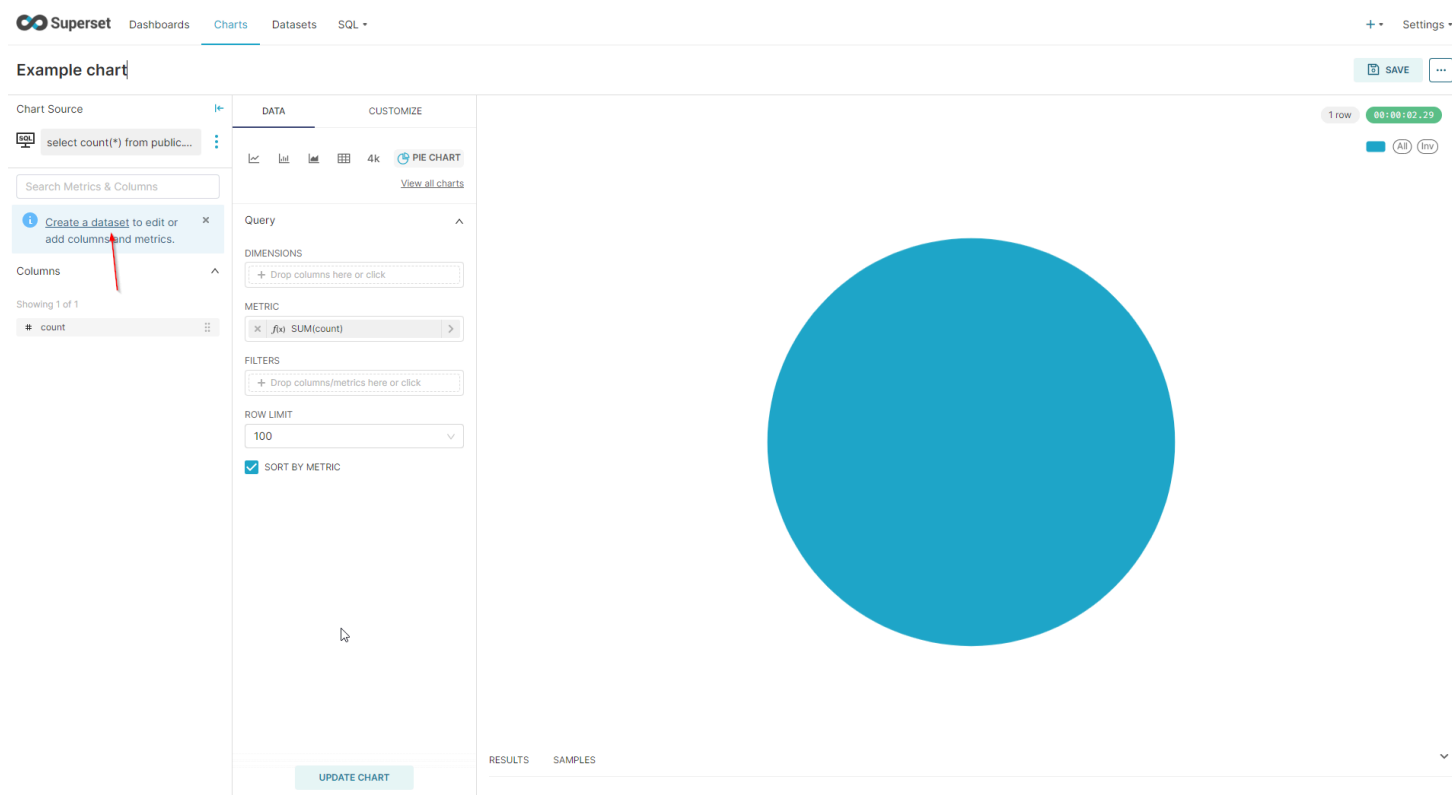 Superset Dashboards Charts Datasets SQL Settings
Example chart
SAVE
Chart Source
DATA CUSTOMIZE
1 row 00:00:02.29
SQL select count(*) from public....
All Inv
4k PIE CHART
View all charts
Search Metrics & Columns
Create a dataset to edit or
add columns and metrics.
Columns
Showing 1 of 1
# count
Query
DIMENSIONS
+ Drop columns here or click
METRIC
f(x) SUM(count)
FILTERS
+ Drop columns/metrics here or click
ROW LIMIT
100
SORT BY METRIC
UPDATE CHART
RESULTS SAMPLES